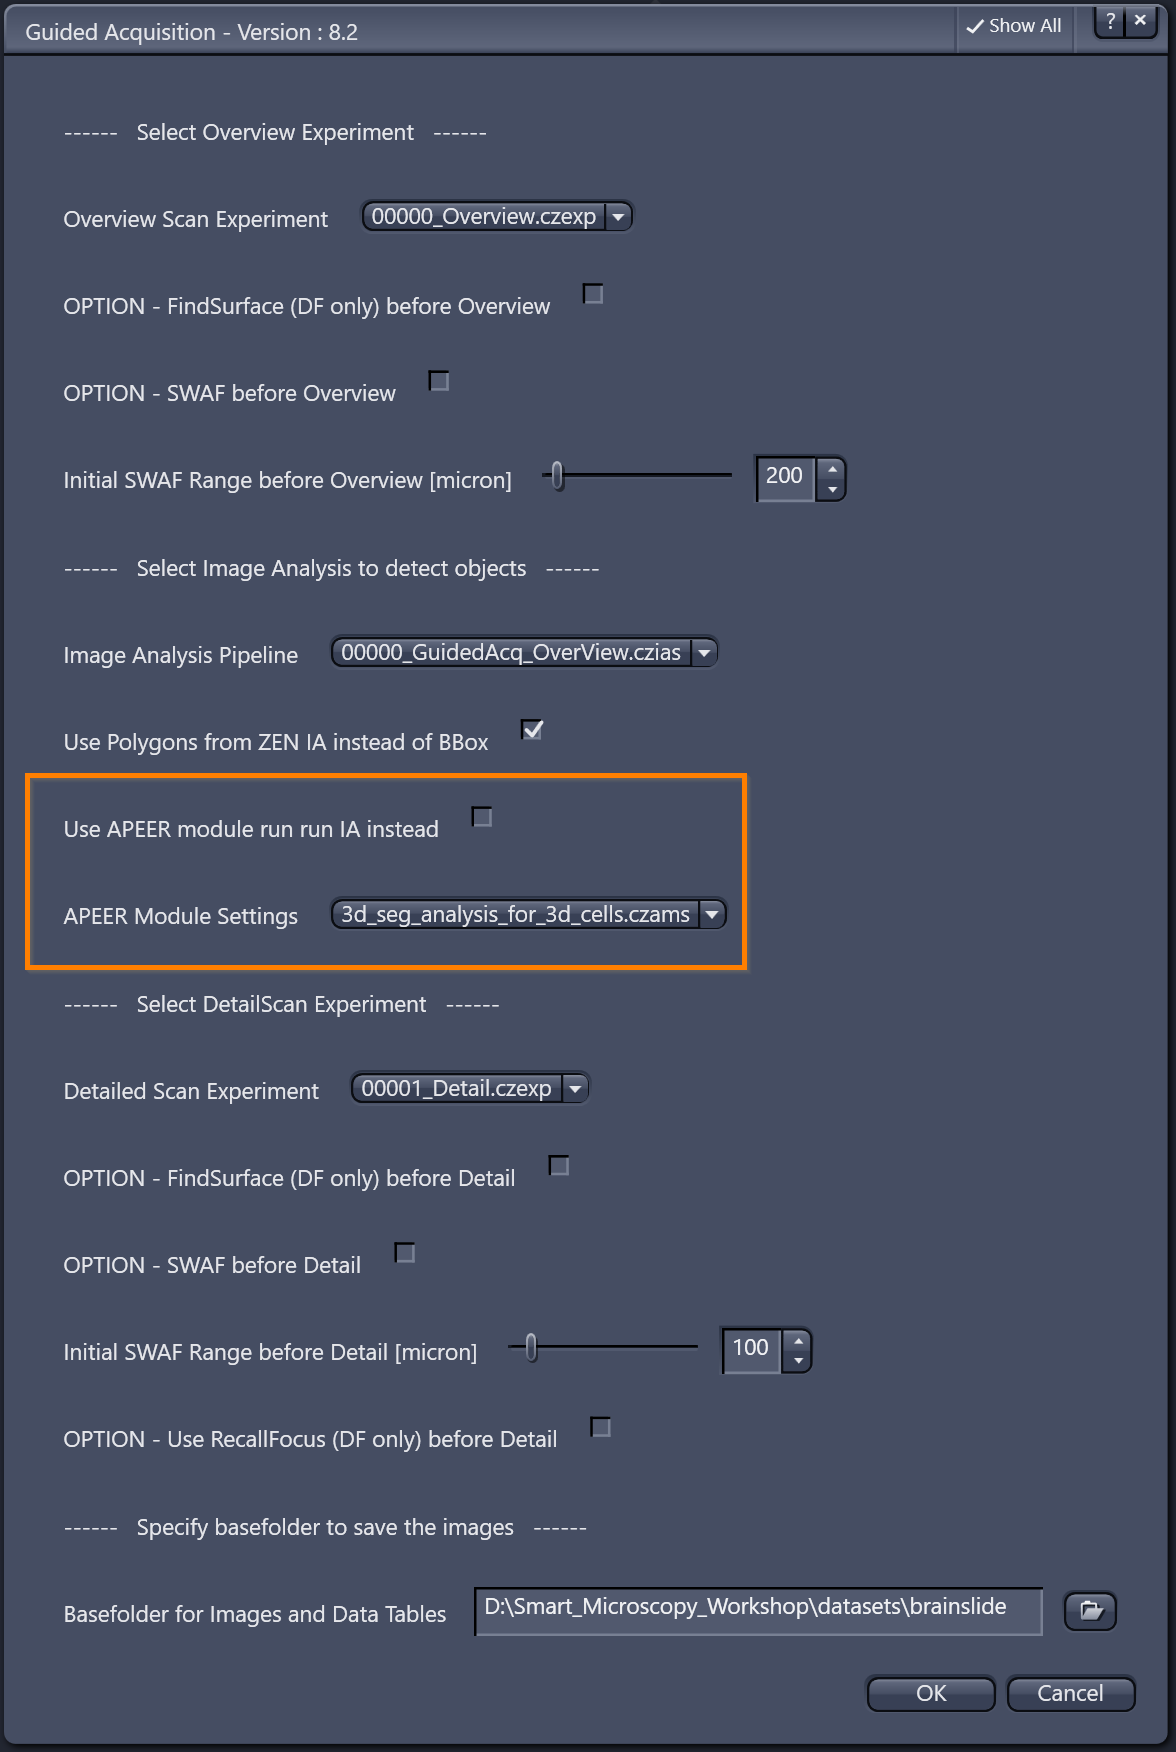 Guided Acquisition - Version : 8.2
Show All
?
------ Select Overview Experiment ------
Overview Scan Experiment 00000_Overview.czexp
OPTION - FindSurface (DF only) before Overview
OPTION - SWAF before Overview
Initial SWAF Range before Overview [micron] 200
------ Select Image Analysis to detect objects ------
Image Analysis Pipeline 00000_GuidedAcq_OverView.czias
Use Polygons from ZEN IA instead of BBox
Use APEER module run run IA instead
APEER Module Settings 3d_seg_analysis_for_3d_cells.czams
------ Select DetailScan Experiment ------
Detailed Scan Experiment 00001_Detail.czexp
OPTION - FindSurface (DF only) before Detail
OPTION - SWAF before Detail
Initial SWAF Range before Detail [micron] 100
OPTION - Use RecallFocus (DF only) before Detail
------ Specify basefolder to save the images ------
Basefolder for Images and Data Tables D:\Smart_Microscopy_Workshop\datasets\brainslide
OK Cancel